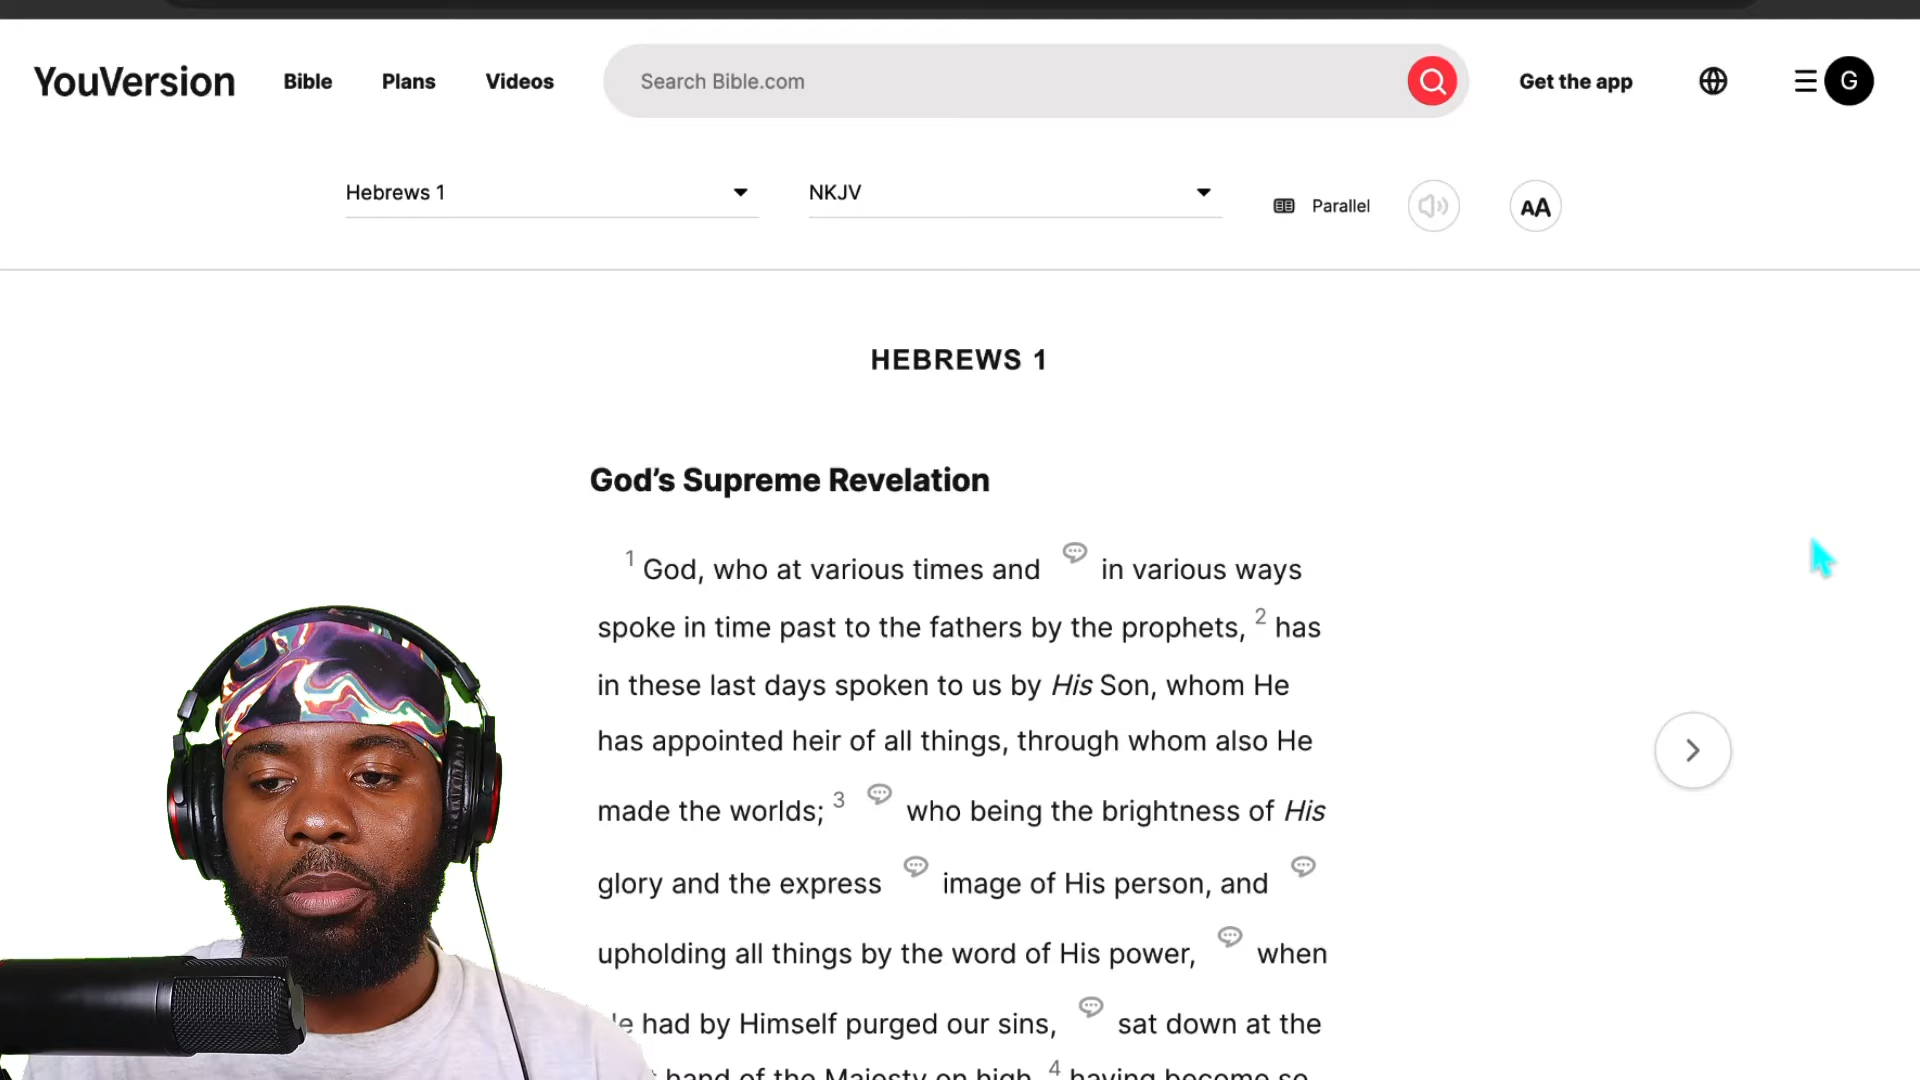 YouVersion Bible Plans Videos Search Bible.com Get the app G
Hebrews 1 NKJV Parallel AA
HEBREWS 1
God's Supreme Revelation
1 God, who at various times and in various ways
spoke in time past to the fathers by the prophets, 2 has
in these last days spoken to us by His Son, whom He
has appointed heir of all things, through whom also He
made the worlds; 3 who being the brightness of His
glory and the express image of His person, and
upholding all things by the word of His power, when
had by Himself purged our sins, sat down at the
hand of the Majesty on high, 4 having become so